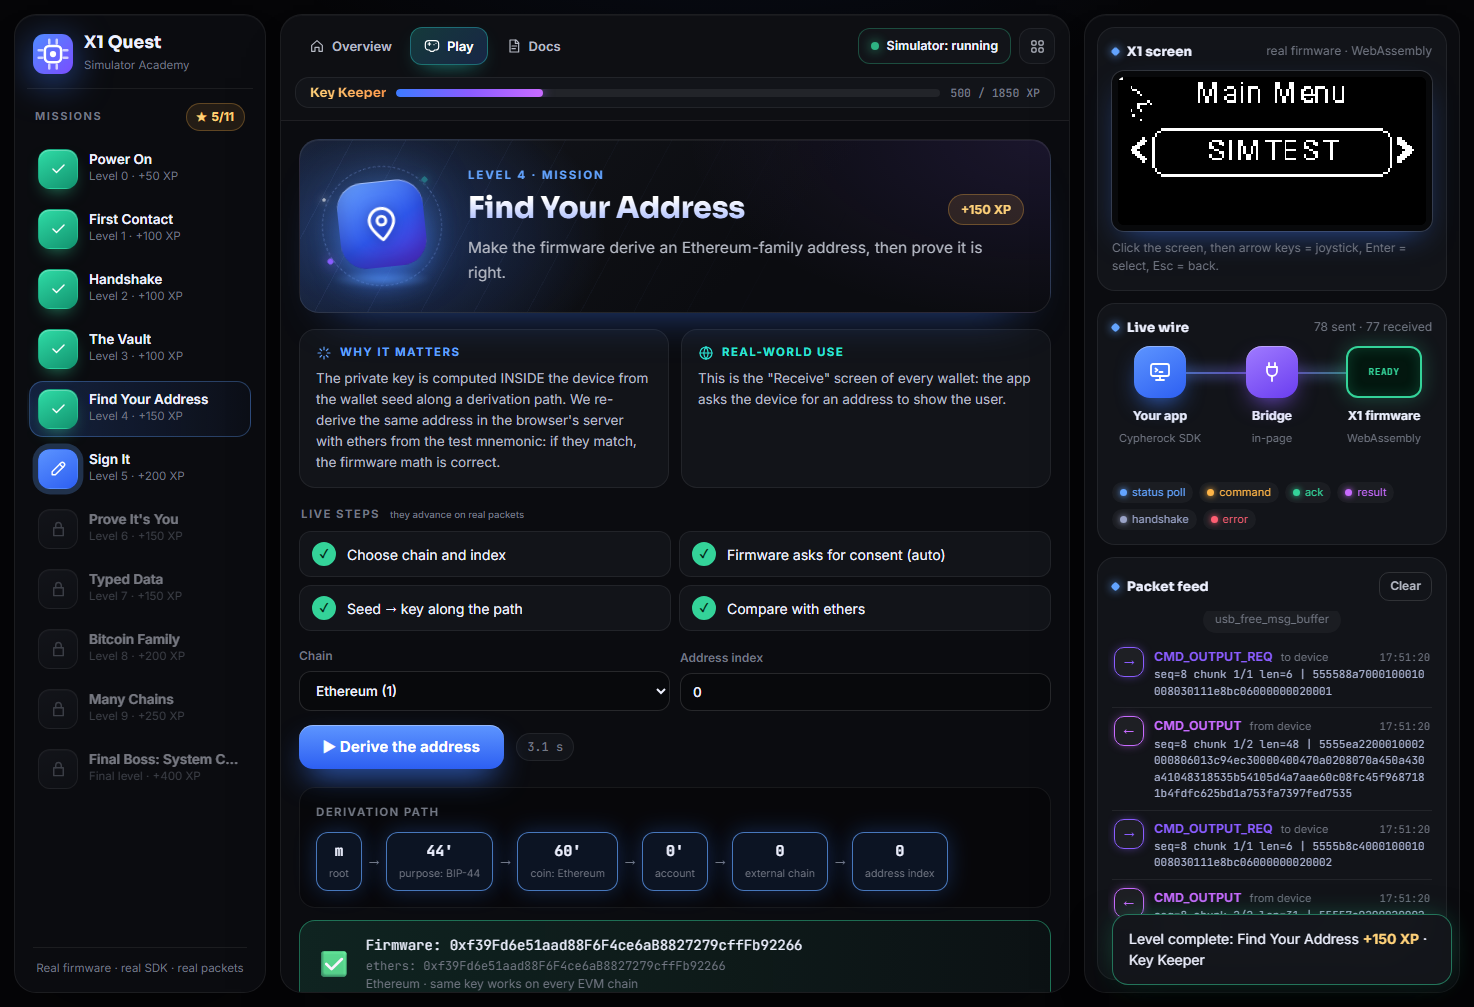 X1 Quest
Simulator Academy
MISSIONS
★ 5/11
Power On
Level 0 · +50 XP
First Contact
Level 1 · +100 XP
Handshake
Level 2 · +100 XP
The Vault
Level 3 · +100 XP
Find Your Address
Level 4 · +150 XP
Sign It
Level 5 · +200 XP
Prove It's You
Level 6 · +150 XP
Typed Data
Level 7 · +150 XP
Bitcoin Family
Level 8 · +200 XP
Many Chains
Level 9 · +250 XP
Final Boss: System C...
Final level · +400 XP
Real firmware · real SDK · real packets
Overview
Play
Docs
Simulator: running
Key Keeper
500 / 1850 XP
LEVEL 4 · MISSION
Find Your Address
+150 XP
Make the firmware derive an Ethereum-family address, then prove it is
right.
WHY IT MATTERS
The private key is computed INSIDE the device from
the wallet seed along a derivation path. We re-
derive the same address in the browser's server
with ethers from the test mnemonic: if they match,
the firmware math is correct.
REAL-WORLD USE
This is the "Receive" screen of every wallet: the app
asks the device for an address to show the user.
LIVE STEPS they advance on real packets
Choose chain and index
Firmware asks for consent (auto)
Seed → key along the path
Compare with ethers
Chain
Address index
Ethereum (1)
0
▶ Derive the address
3.1 s
DERIVATION PATH
m → 44' → 60' → 0' → 0 → 0
root purpose: BIP-44 coin: Ethereum account external chain address index
Firmware: 0xf39Fd6e51aad88F6F4ce6aB8827279cffFb92266
ethers: 0xf39Fd6e51aad88F6F4ce6aB8827279cffFb92266
Ethereum · same key works on every EVM chain
X1 screen
real firmware · WebAssembly
Main Menu
SIMTEST
Click the screen, then arrow keys = joystick, Enter =
select, Esc = back.
Live wire
78 sent · 77 received
READY
Your app
Bridge
X1 firmware
Cypherock SDK
in-page
WebAssembly
status poll
command
ack
result
handshake
error
Packet feed
Clear
usb_free_msg_buffer
→ CMD_OUTPUT_REQ to device 17:51:20
seq=8 chunk 1/1 len=6 | 555588a7000100010
008030111e8bc06000000020001
← CMD_OUTPUT from device 17:51:20
seq=8 chunk 1/2 len=48 | 5555ea2200010002
000806013c94ec30000400470a0208070a450a430
a41048318535b54105d4a7aae60c08fc45f968718
1b4fdfc625bd1a753fa7397fed7535
→ CMD_OUTPUT_REQ to device 17:51:20
seq=8 chunk 1/1 len=6 | 5555b8c4000100010
008030111e8bc06000000020002
← CMD_OUTPUT from device 17:51:20
Level complete: Find Your Address +150 XP ·
Key Keeper